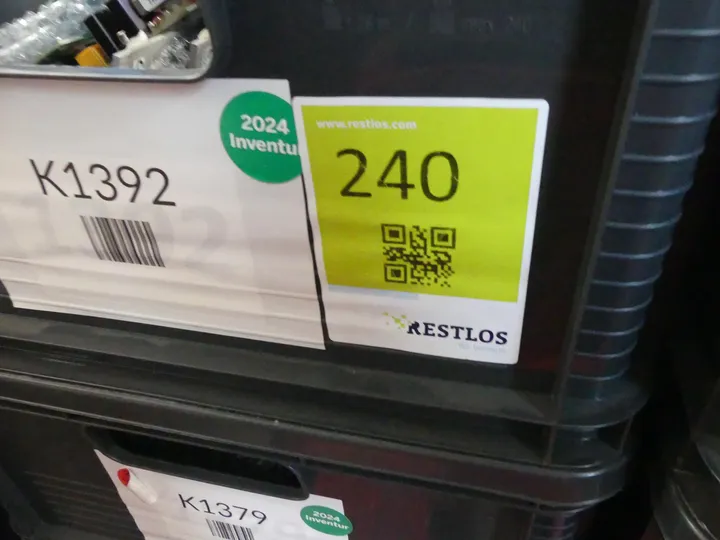 K1392
2024
Inventu
www.restlos.com
240
RESTLOS
K1379
2024
Inventur